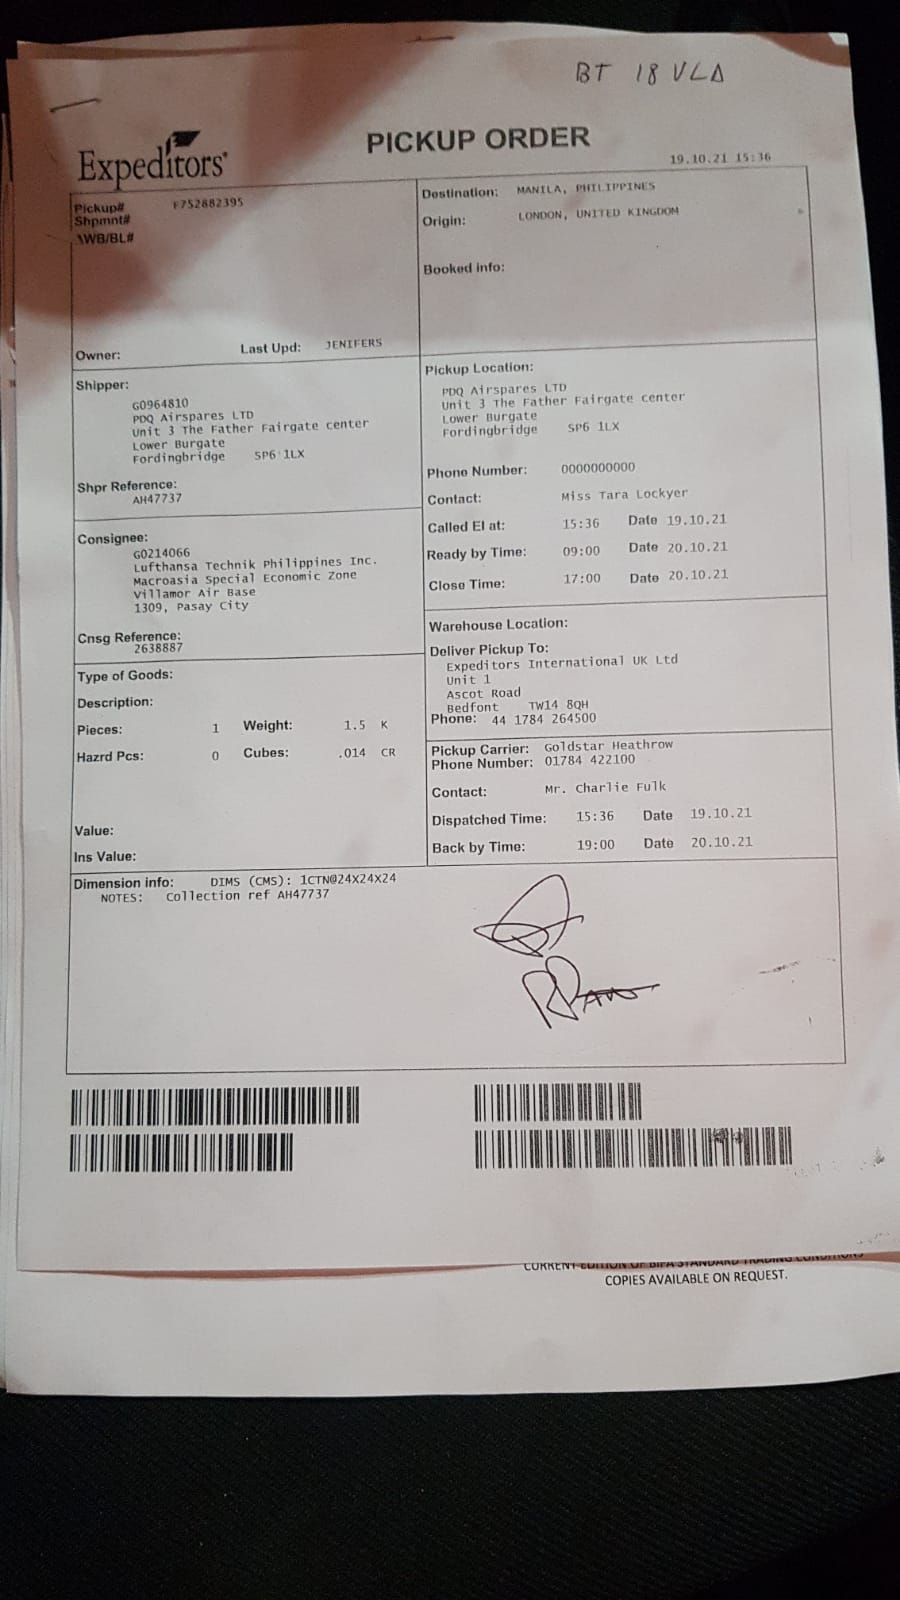 BT 18 VLA
Expeditors®
PICKUP ORDER
19.10.21 15:36
Pickup# F752882395
Shpmnt#
AWB/BL#
Owner: Last Upd: JENIFERS
Destination: MANILA, PHILIPPINES
Origin: LONDON, UNITED KINGDOM
Booked info:
Shipper:
G0964810
PDQ Airspares LTD
Unit 3 The Father Fairgate center
Lower Burgate
Fordingbridge SP6 1LX
Shpr Reference:
AH47737
Pickup Location:
PDQ Airspares LTD
Unit 3 The Father Fairgate center
Lower Burgate
Fordingbridge SP6 1LX
Phone Number: 0000000000
Contact: Miss Tara Lockyer
Called EI at: 15:36 Date 19.10.21
Ready by Time: 09:00 Date 20.10.21
Close Time: 17:00 Date 20.10.21
Consignee:
G0214066
Lufthansa Technik Philippines Inc.
Macroasia Special Economic Zone
Villamor Air Base
1309, Pasay City
Cnsg Reference:
2638887
Warehouse Location:
Deliver Pickup To:
Expeditors International UK Ltd
Unit 1
Ascot Road
Bedfont TW14 8QH
Phone: 44 1784 264500
Type of Goods:
Description:
Pieces: 1 Weight: 1.5 K
Hazrd Pcs: 0 Cubes: .014 CR
Value:
Ins Value:
Pickup Carrier: Goldstar Heathrow
Phone Number: 01784 422100
Contact: Mr. Charlie Fulk
Dispatched Time: 15:36 Date 19.10.21
Back by Time: 19:00 Date 20.10.21
Dimension info: DIMS (CMS): 1CTN@24X24X24
NOTES: Collection ref AH47737
CURRENT EDITION OF BIFA STANDARD TRADING CONDITIONS
COPIES AVAILABLE ON REQUEST.